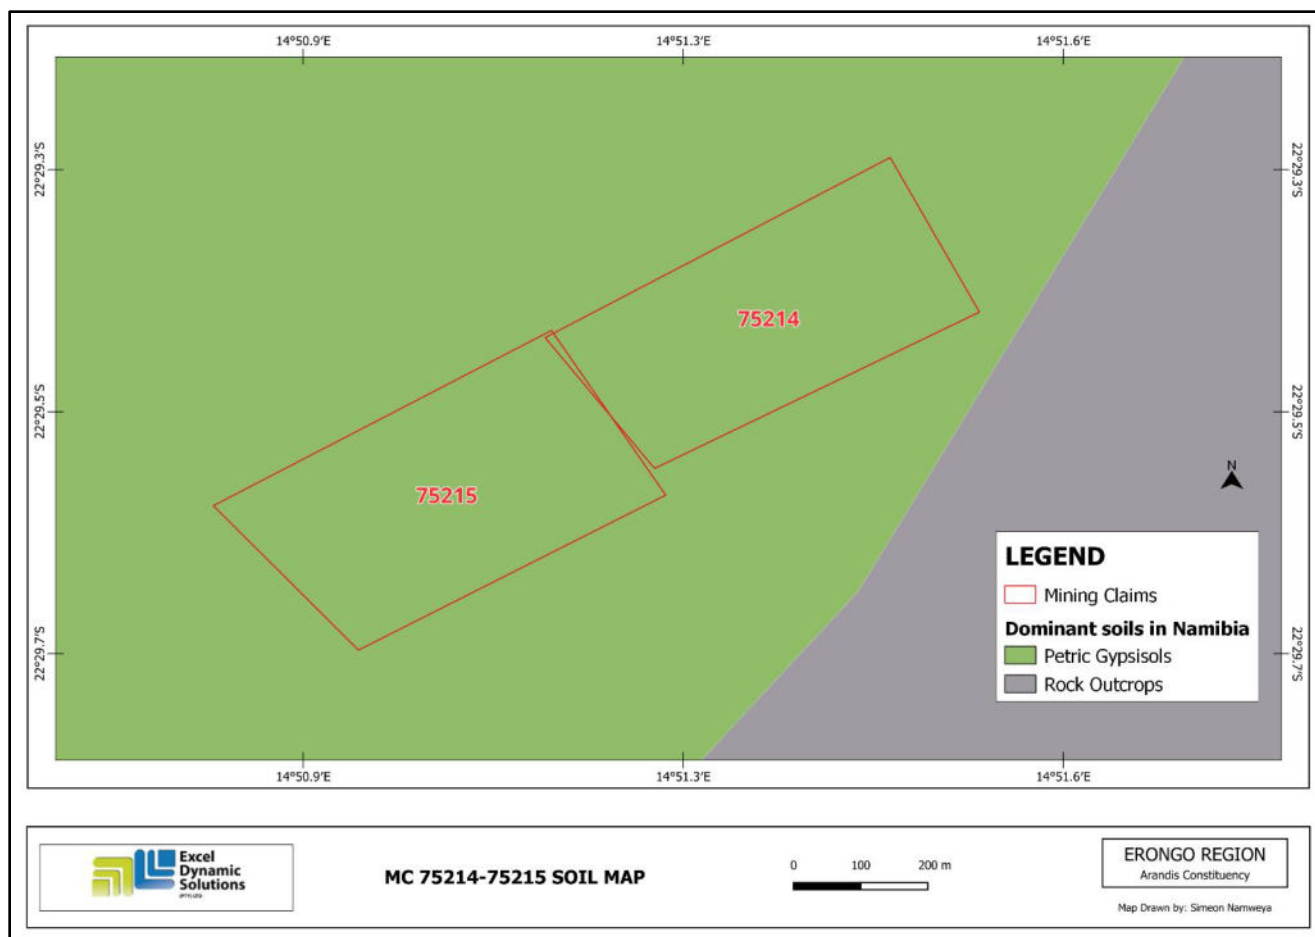 14°50.9'E 14°51.3'E 14°51.6'E
22°29.3'S 22°29.3'S
75214
22°29.5'S 22°29.5'S
75215
N
LEGEND
Mining Claims
Dominant soils in Namibia
Petric Gypsisols
Rock Outcrops
22°29.7'S 22°29.7'S
14°50.9'E 14°51.3'E 14°51.6'E
Excel
Dynamic
Solutions
(PTY) LTD
MC 75214-75215 SOIL MAP
0 100 200 m
ERONGO REGION
Arandis Constituency
Map Drawn by: Simeon Namweya